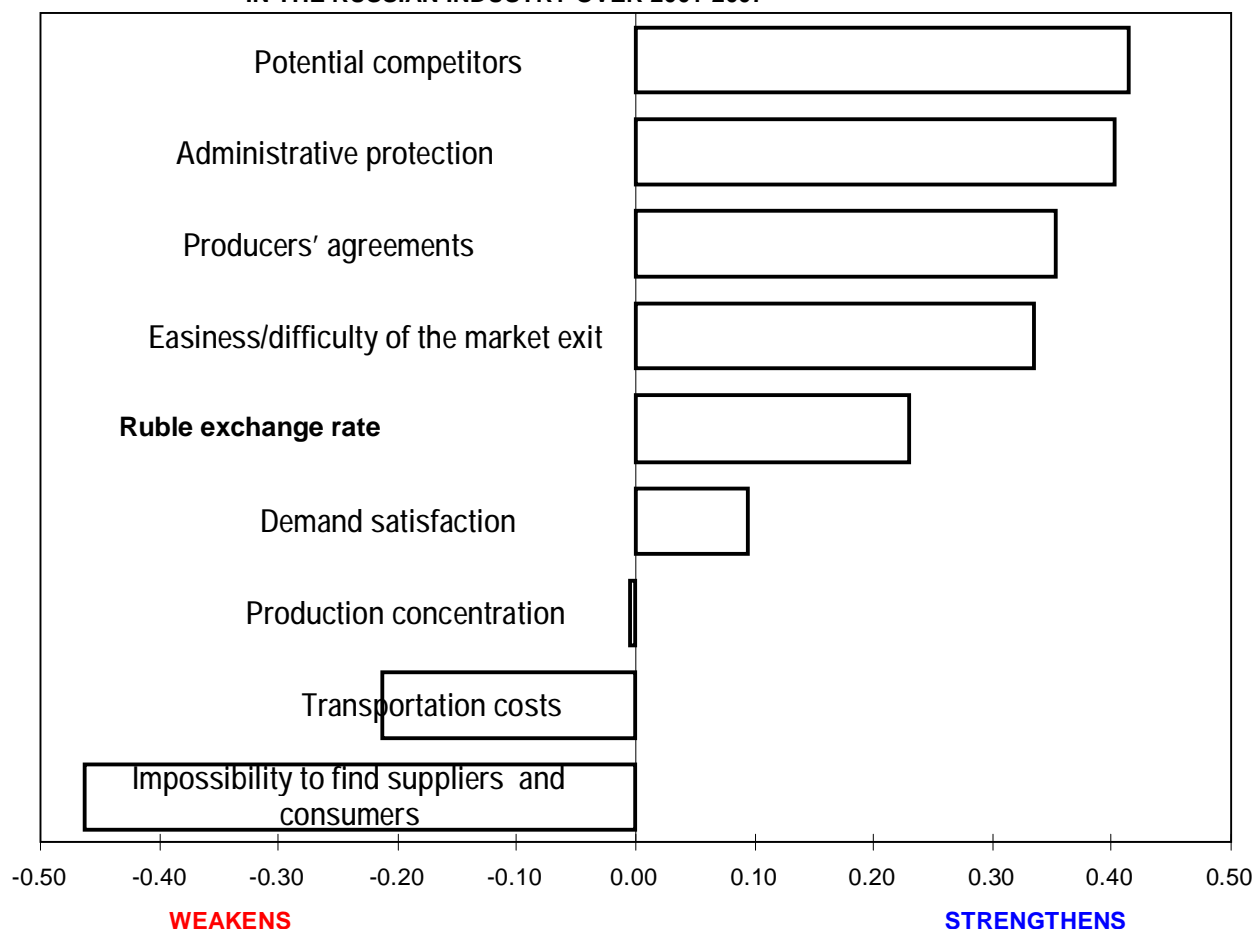 Potential competitors
Administrative protection
Producers’ agreements
Easiness/difficulty of the market exit
Ruble exchange rate
Demand satisfaction
Production concentration
Transportation costs
Impossibility to find suppliers and
consumers
-0.50 -0.40 -0.30 -0.20 -0.10 0.00 0.10 0.20 0.30 0.40 0.50
WEAKENS STRENGTHENS